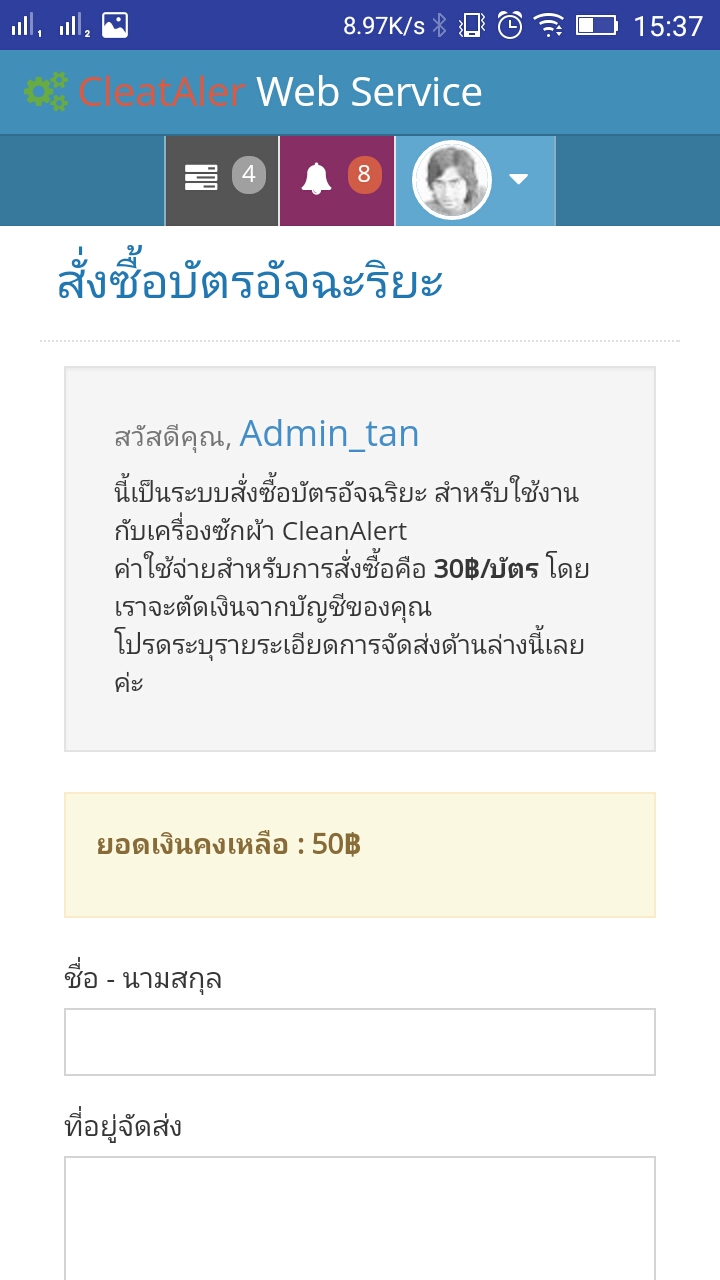 8.97K/s 15:37
CleatAler Web Service
4 8
สั่งซื้อบัตรอัจฉะริยะ
สวัสดีคุณ, Admin_tan
นี้เป็นระบบสั่งซื้อบัตรอัจฉริยะ สำหรับใช้งาน
กับเครื่องซักผ้า CleanAlert
ค่าใช้จ่ายสำหรับการสั่งซื้อคือ 30฿/บัตร โดย
เราจะตัดเงินจากบัญชีของคุณ
โปรดระบุรายระเอียดการจัดส่งด้านล่างนี้เลย
ค่ะ
ยอดเงินคงเหลือ : 50฿
ชื่อ - นามสกุล
ที่อยู่จัดส่ง